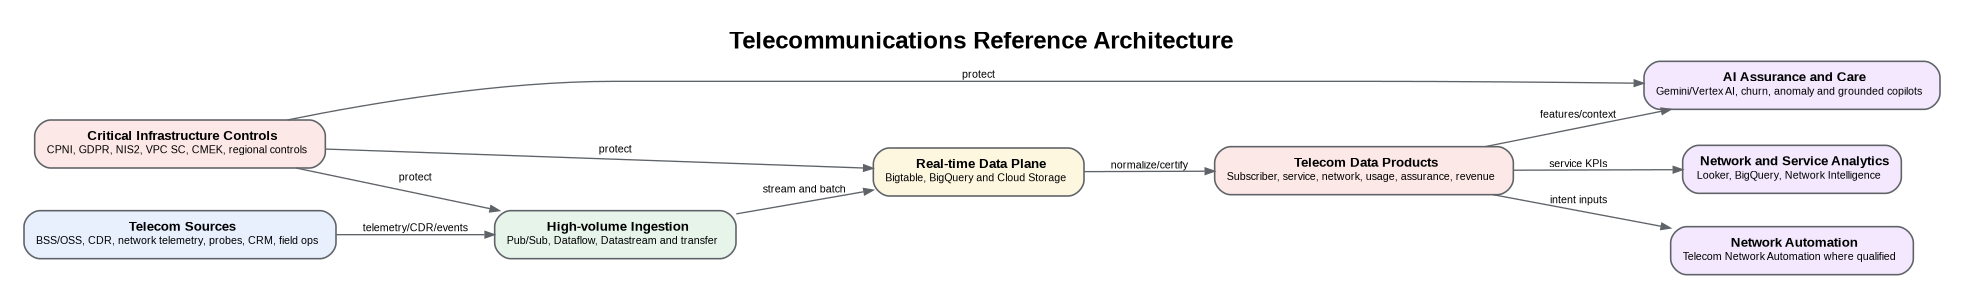 Telecommunications Reference Architecture
protect
AI Assurance and Care
Gemini/Vertex AI, churn, anomaly and grounded copilots
features/context
Critical Infrastructure Controls
CPNI, GDPR, NIS2, VPC SC, CMEK, regional controls
protect
protect
Real-time Data Plane
Bigtable, BigQuery and Cloud Storage
normalize/certify
Telecom Data Products
Subscriber, service, network, usage, assurance, revenue
service KPIs
Network and Service Analytics
Looker, BigQuery, Network Intelligence
stream and batch
intent inputs
Telecom Sources
BSS/OSS, CDR, network telemetry, probes, CRM, field ops
telemetry/CDR/events
High-volume Ingestion
Pub/Sub, Dataflow, Datastream and transfer
Network Automation
Telecom Network Automation where qualified